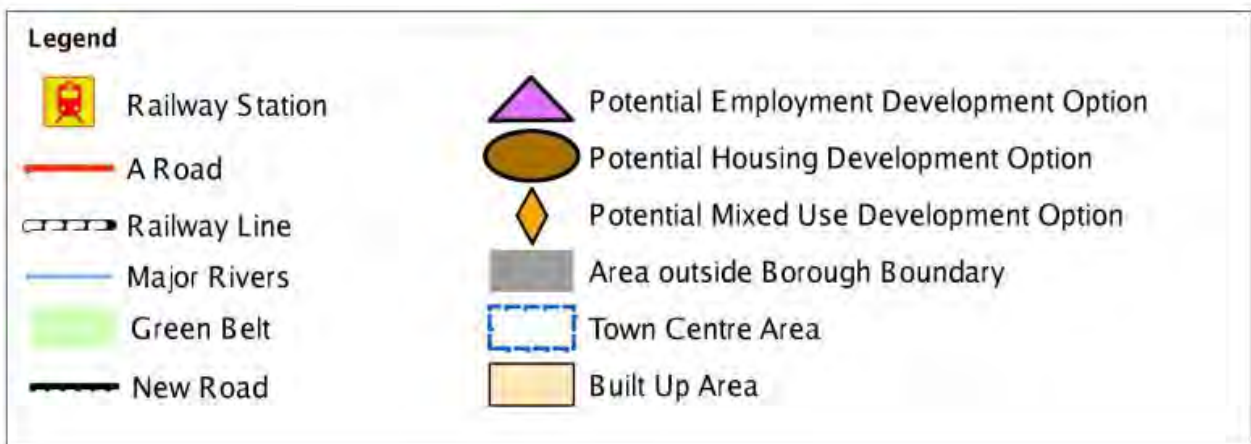 Legend
Railway Station
A Road
Railway Line
Major Rivers
Green Belt
New Road
Potential Employment Development Option
Potential Housing Development Option
Potential Mixed Use Development Option
Area outside Borough Boundary
Town Centre Area
Built Up Area